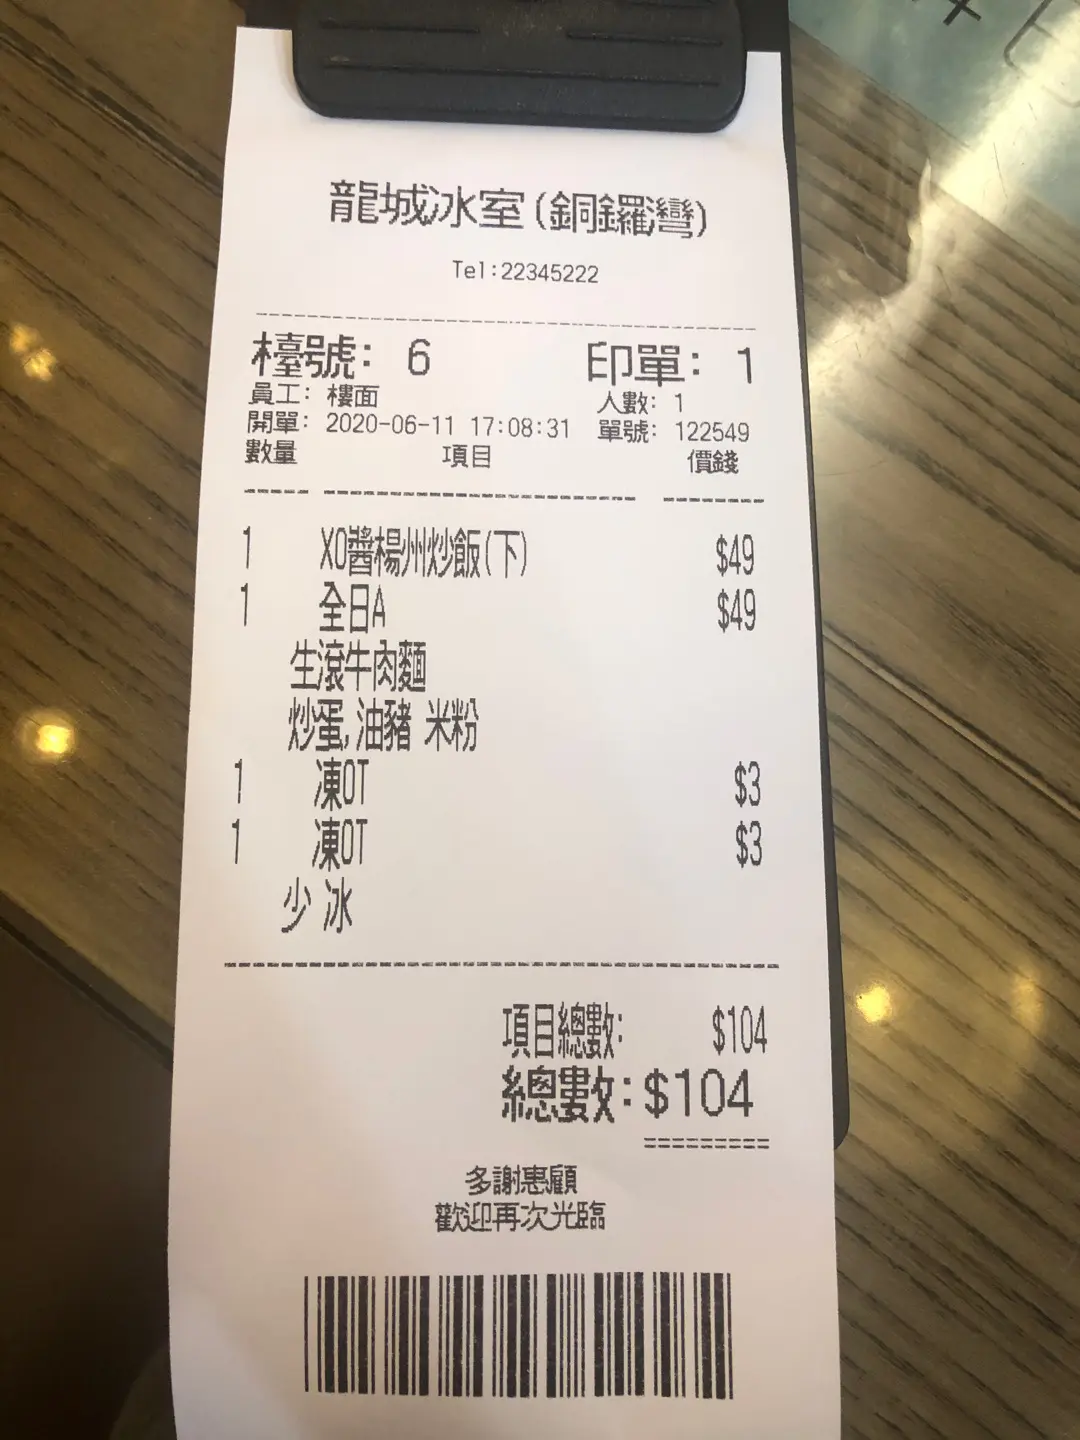 龍城冰室(銅鑼灣)
Tel:22345222
檯號: 6 印單: 1
員工: 樓面 人數: 1
開單: 2020-06-11 17:08:31 單號: 122549
數量 項目 價錢
1 XO醬楊州炒飯(下) $49
1 全日A $49
生滾牛肉麵
炒蛋,油豬 米粉
1 凍OT $3
1 凍OT $3
少 冰
項目總數: $104
總數: $104
=========
多謝惠顧
歡迎再次光臨